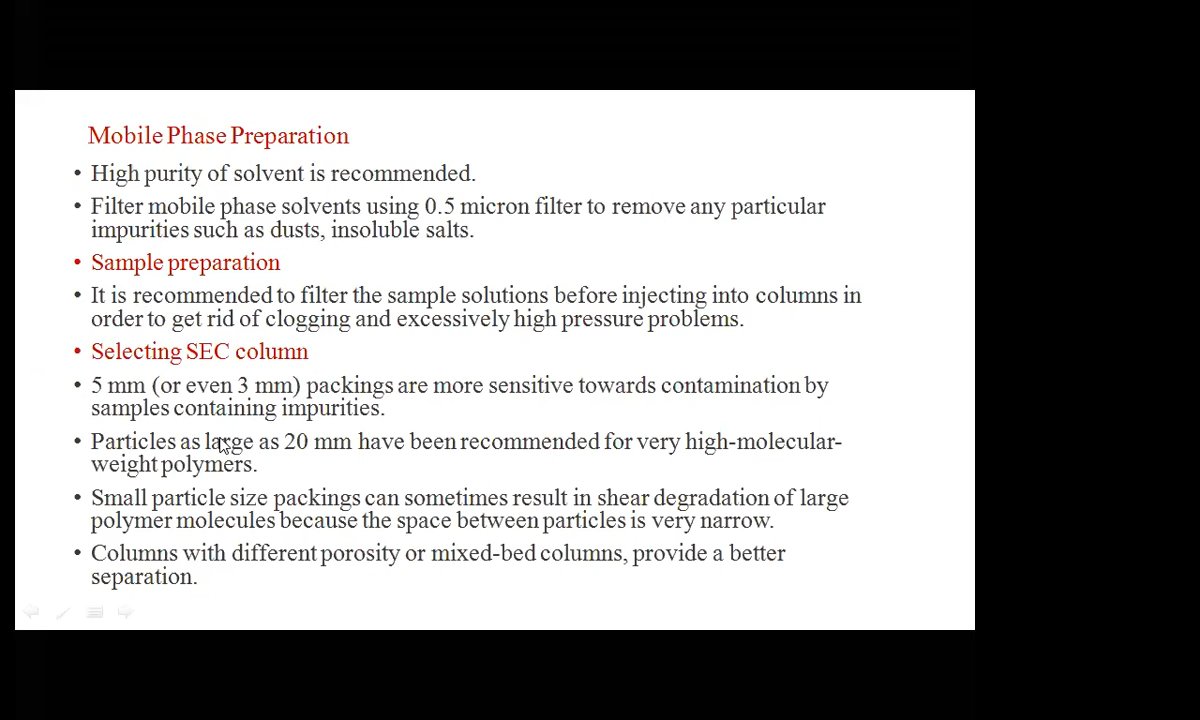 Mobile Phase Preparation
• High purity of solvent is recommended.
• Filter mobile phase solvents using 0.5 micron filter to remove any particular
impurities such as dusts, insoluble salts.
• Sample preparation
• It is recommended to filter the sample solutions before injecting into columns in
order to get rid of clogging and excessively high pressure problems.
• Selecting SEC column
• 5 mm (or even 3 mm) packings are more sensitive towards contamination by
samples containing impurities.
• Particles as large as 20 mm have been recommended for very high-molecular-
weight polymers.
• Small particle size packings can sometimes result in shear degradation of large
polymer molecules because the space between particles is very narrow.
• Columns with different porosity or mixed-bed columns, provide a better
separation.